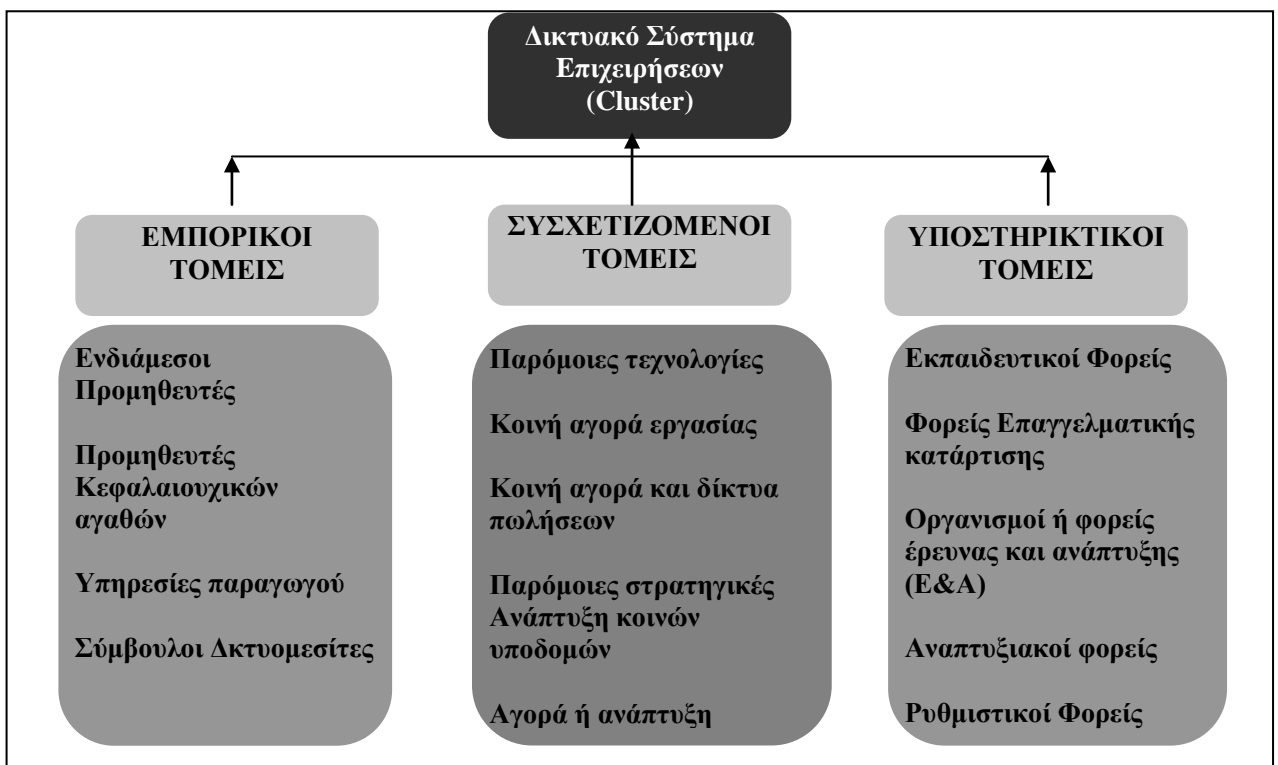 Δικτυακό Σύστημα
Επιχειρήσεων
(Cluster)
ΕΜΠΟΡΙΚΟΙ
ΤΟΜΕΙΣ
ΣΥΣΧΕΤΙΖΟΜΕΝΟΙ
ΤΟΜΕΙΣ
ΥΠΟΣΤΗΡΙΚΤΙΚΟΙ
ΤΟΜΕΙΣ
Ενδιάμεσοι
Προμηθευτές
Προμηθευτές
Κεφαλαιουχικών
αγαθών
Υπηρεσίες παραγωγού
Σύμβουλοι Δκτυομεσίτες
Παρόμοιες τεχνολογίες
Κοινή αγορά εργασίας
Κοινή αγορά και δίκτυα
πωλήσεων
Παρόμοιες στρατηγικές
Ανάπτυξη κοινών
υποδομών
Αγορά ή ανάπτυξη
Εκπαιδευτικοί Φορείς
Φορείς Επαγγελματικής
κατάρτισης
Οργανισμοί ή φορείς
έρευνας και ανάπτυξης
(Ε&Α)
Αναπτυξιακοί φορείς
Ρυθμιστικοί Φορείς